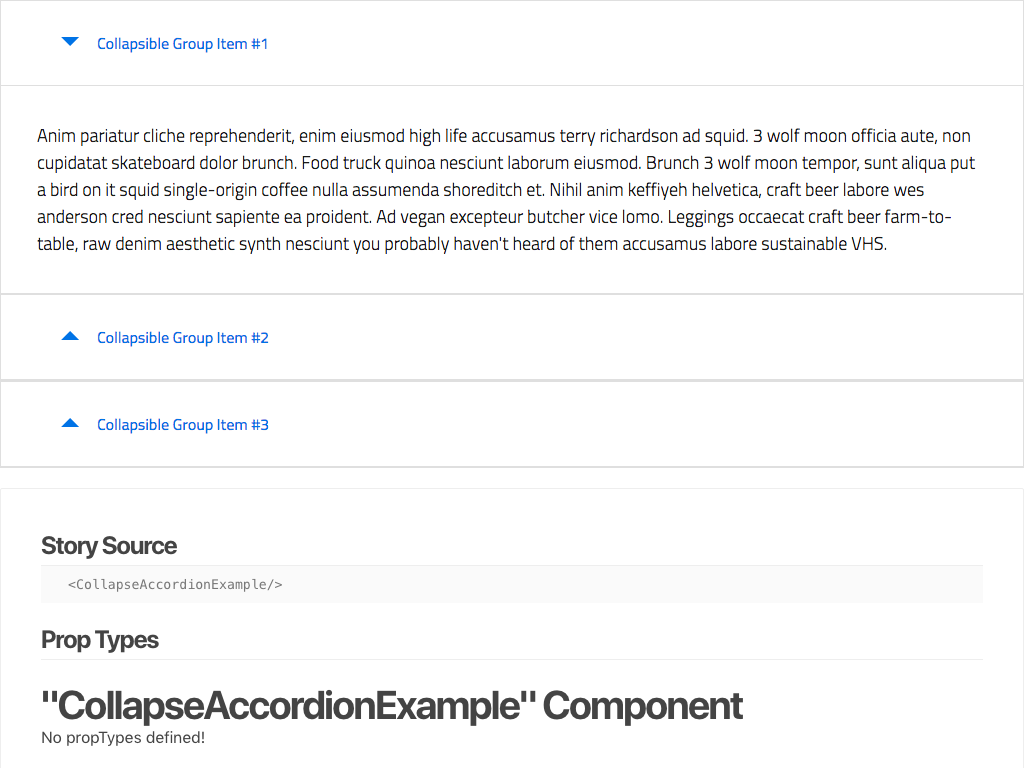 Collapsible Group Item #1
Anim pariatur cliche reprehenderit, enim eiusmod high life accusamus terry richardson ad squid. 3 wolf moon officia aute, non
cupidatat skateboard dolor brunch. Food truck quinoa nesciunt laborum eiusmod. Brunch 3 wolf moon tempor, sunt aliqua put
a bird on it squid single-origin coffee nulla assumenda shoreditch et. Nihil anim keffiyeh helvetica, craft beer labore wes
anderson cred nesciunt sapiente ea proident. Ad vegan excepteur butcher vice lomo. Leggings occaecat craft beer farm-to-
table, raw denim aesthetic synth nesciunt you probably haven't heard of them accusamus labore sustainable VHS.
Collapsible Group Item #2
Collapsible Group Item #3
Story Source
<CollapseAccordionExample/>
Prop Types
"CollapseAccordionExample" Component
No propTypes defined!